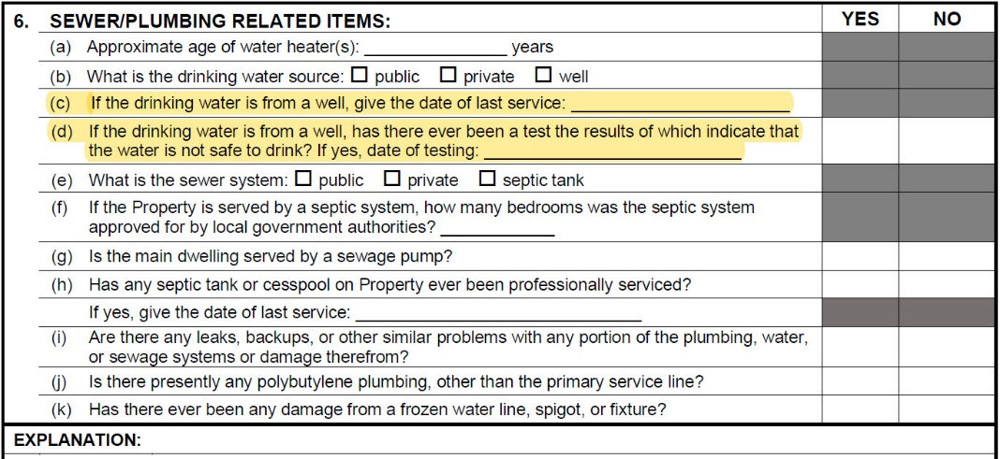 6. SEWER/PLUMBING RELATED ITEMS: YES NO
(a) Approximate age of water heater(s): _______________ years
(b) What is the drinking water source: ☐ public ☐ private ☐ well
(c) If the drinking water is from a well, give the date of last service: _______________________
(d) If the drinking water is from a well, has there ever been a test the results of which indicate that
the water is not safe to drink? If yes, date of testing: ___________________________
(e) What is the sewer system: ☐ public ☐ private ☐ septic tank
(f) If the Property is served by a septic system, how many bedrooms was the septic system
approved for by local government authorities? ____________
(g) Is the main dwelling served by a sewage pump?
(h) Has any septic tank or cesspool on Property ever been professionally serviced?
If yes, give the date of last service: ______________________________
(i) Are there any leaks, backups, or other similar problems with any portion of the plumbing, water,
or sewage systems or damage therefrom?
(j) Is there presently any polybutylene plumbing, other than the primary service line?
(k) Has there ever been any damage from a frozen water line, spigot, or fixture?
EXPLANATION: